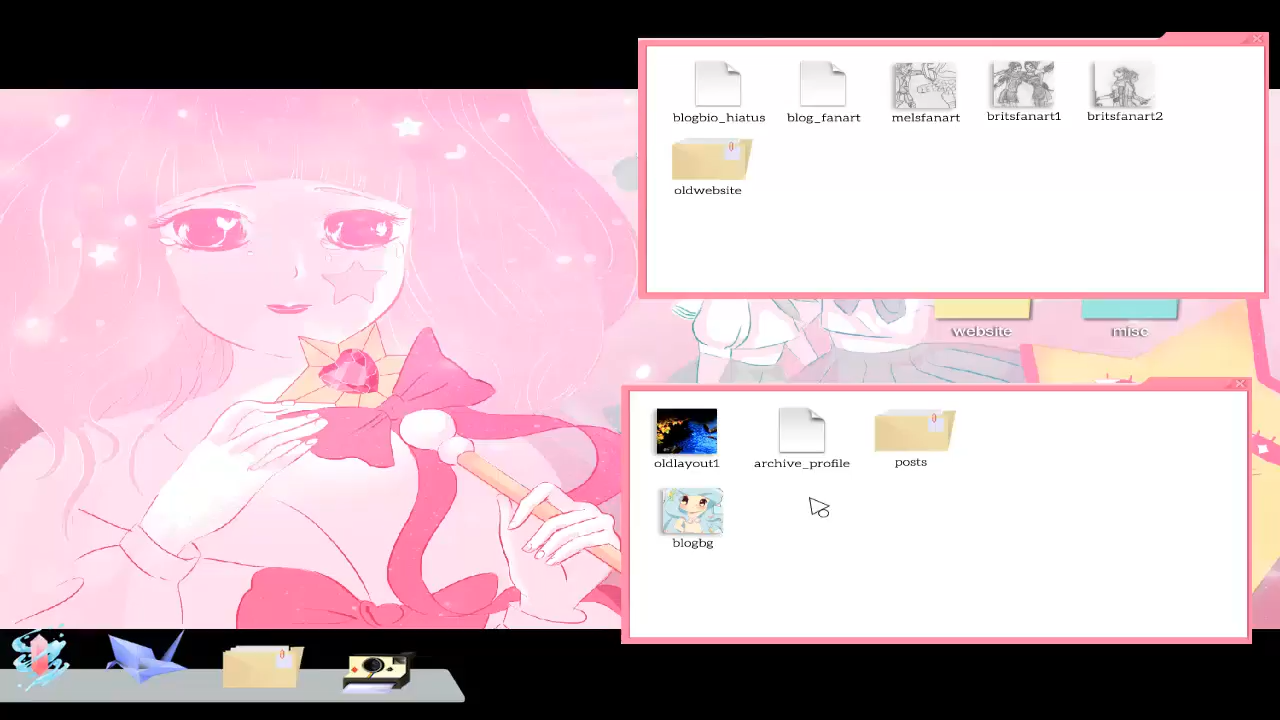 blogbio_hiatus blog_fanart melsfanart britsfanart1 britsfanart2
oldwebsite
website misc
oldlayout1 archive_profile posts
blogbg